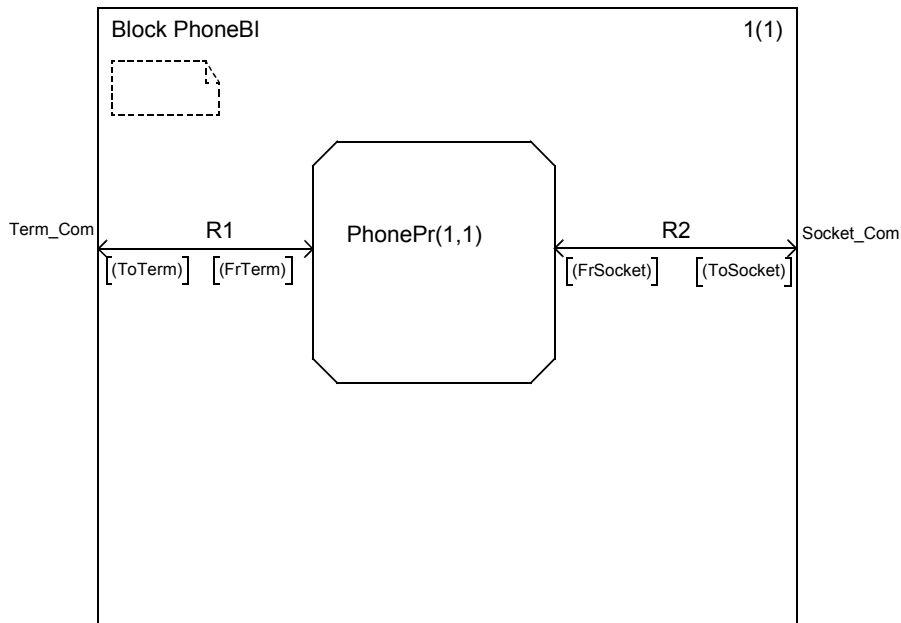 Block PhoneBl 1(1)
Term_Com
R1
PhonePr(1,1)
R2
Socket_Com
[(ToTerm)] [(FrTerm)]
[(FrSocket)] [(ToSocket)]